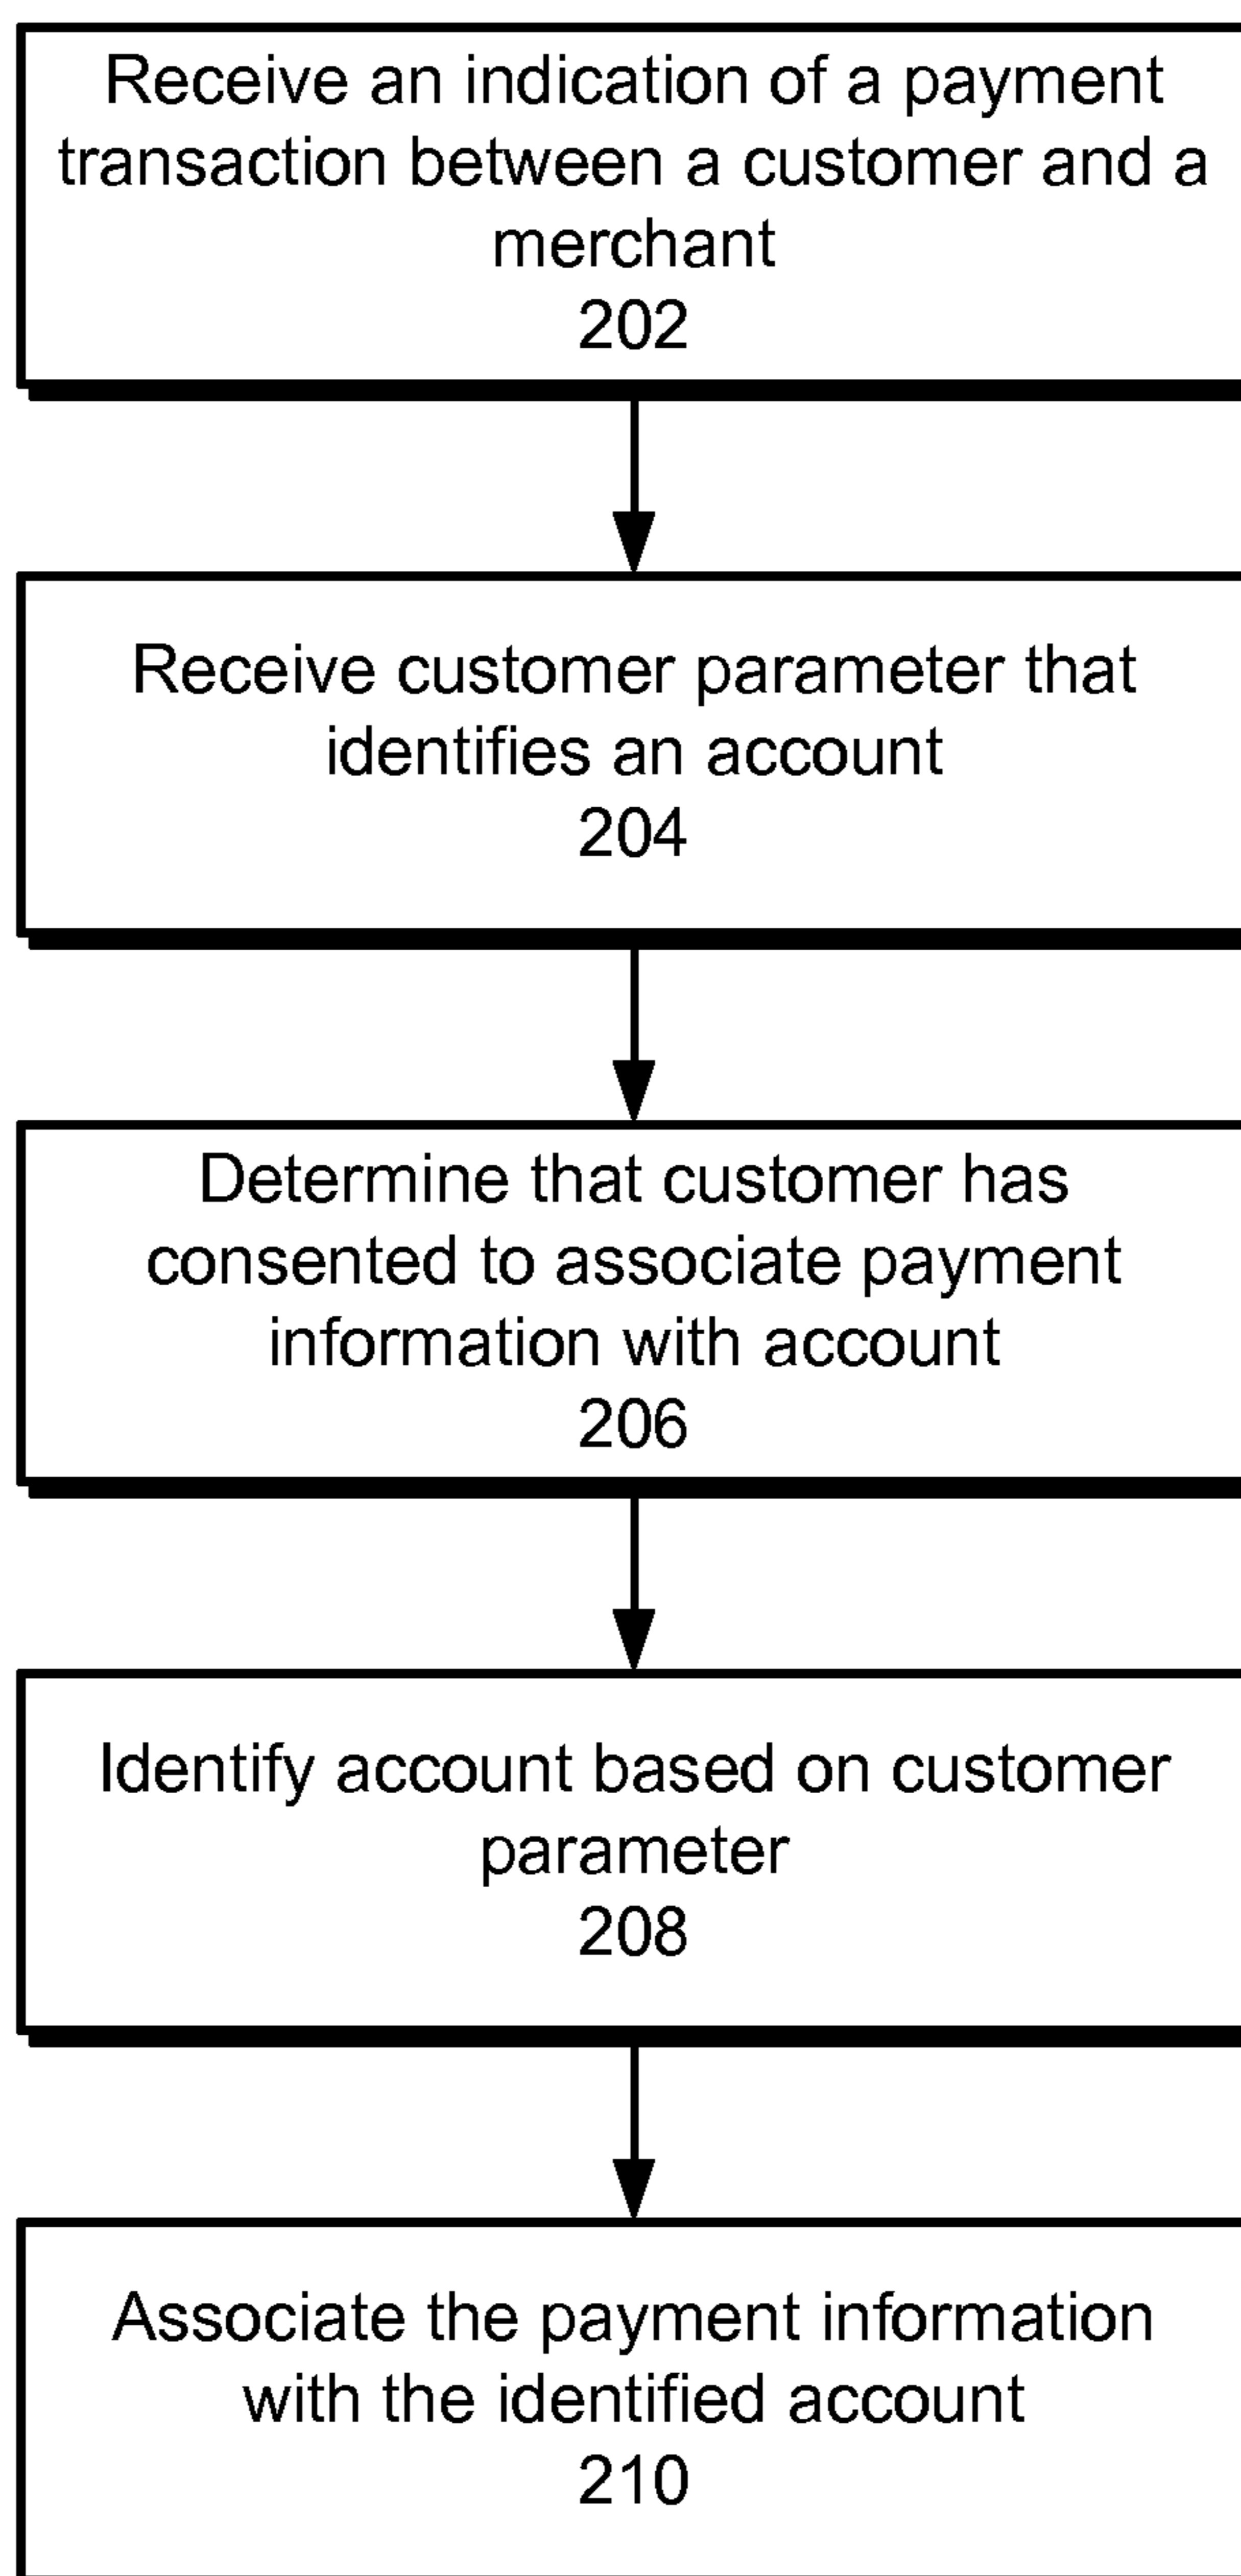 Receive an indication of a payment
transaction between a customer and a
merchant
202
Receive customer parameter that
identifies an account
204
Determine that customer has
consented to associate payment
information with account
206
Identify account based on customer
parameter
208
Associate the payment information
with the identified account
210